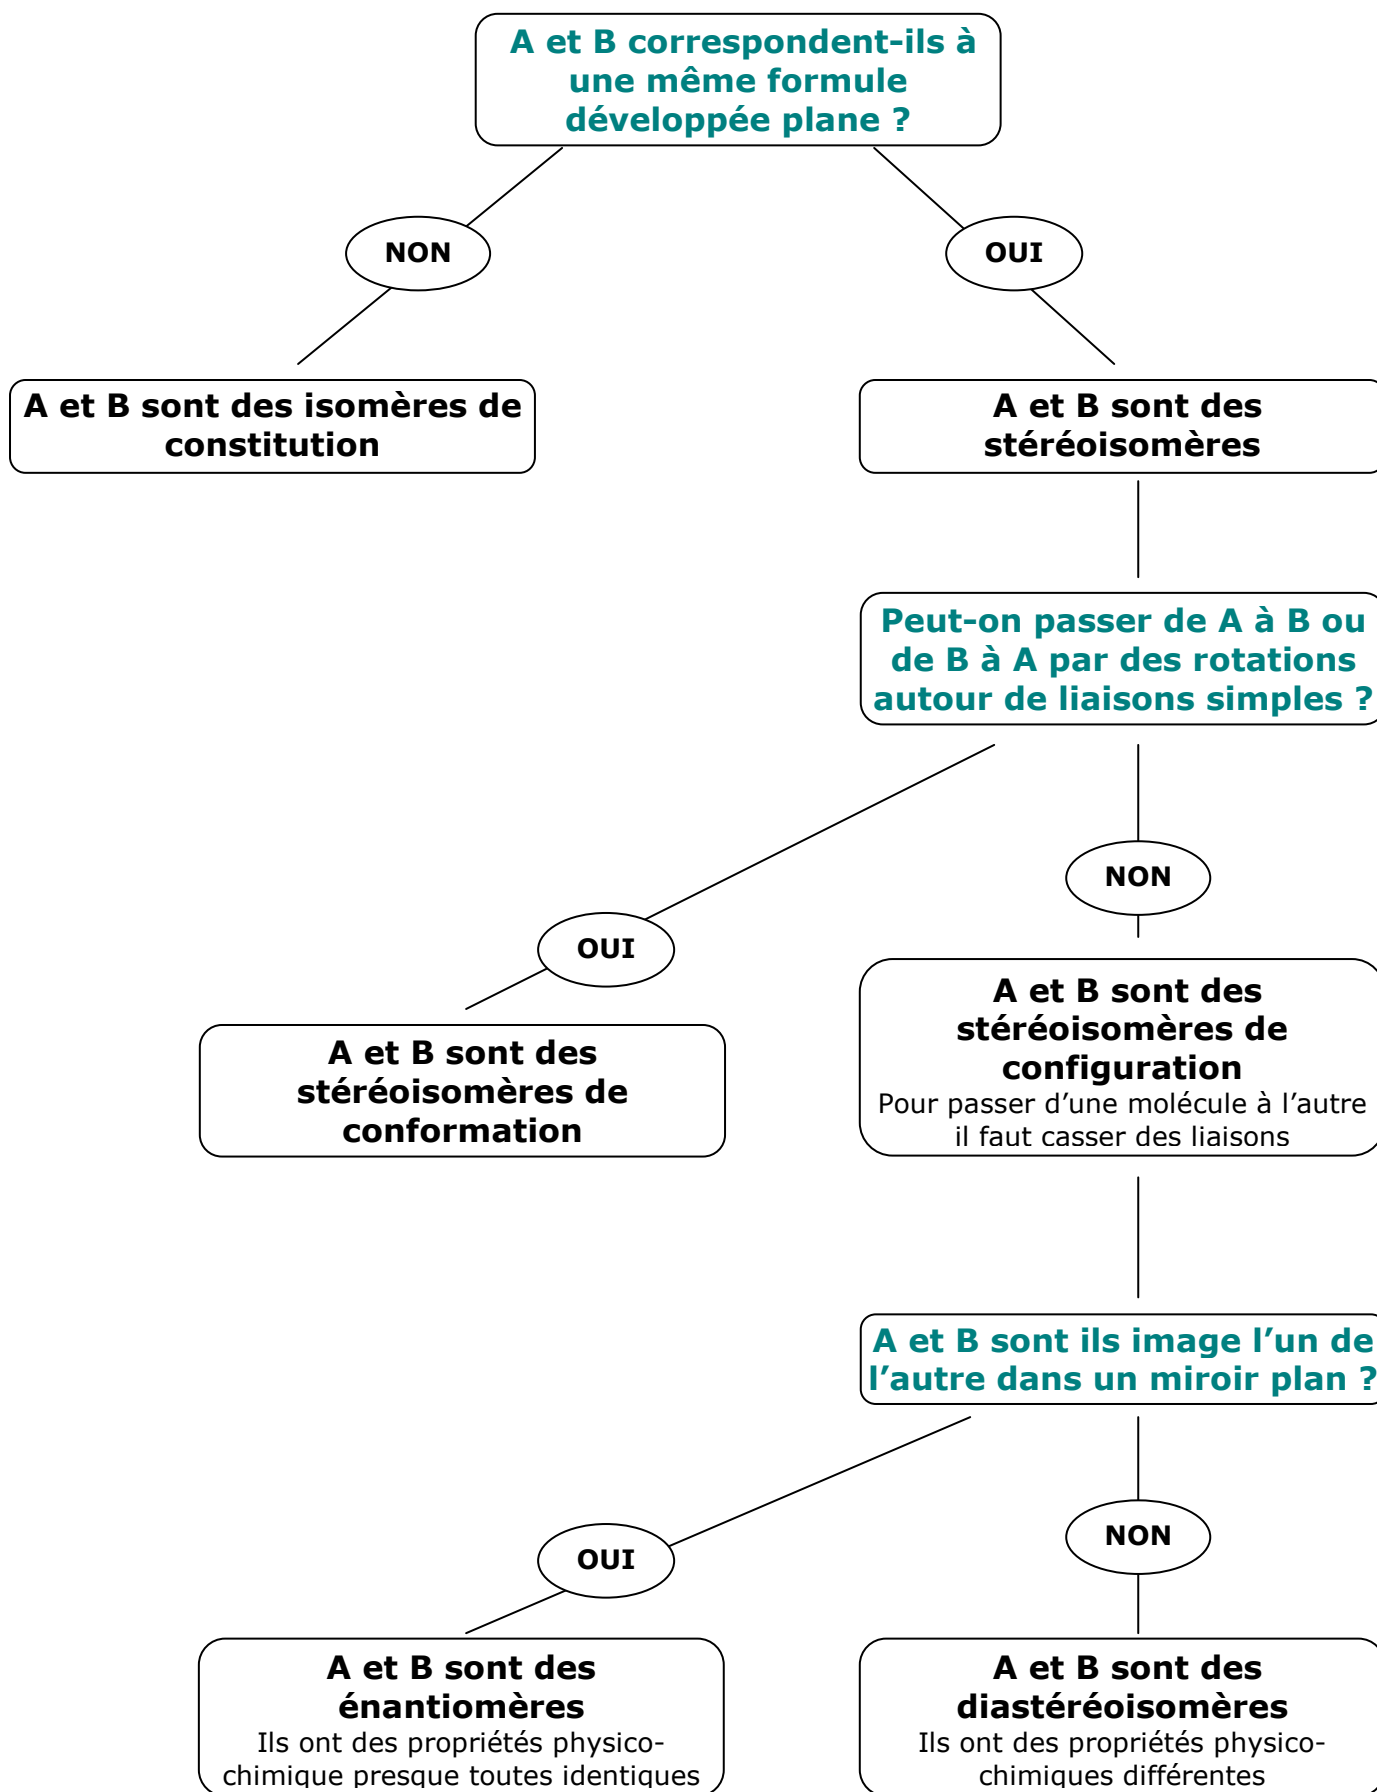 A et B correspondent-ils à
une même formule
développée plane ?
NON
OUI
A et B sont des isomères de
constitution
A et B sont des
stéréoisomères
Peut-on passer de A à B ou
de B à A par des rotations
autour de liaisons simples ?
NON
OUI
A et B sont des
stéréoisomères de
configuration
Pour passer d’une molécule à l’autre
il faut casser des liaisons
A et B sont des
stéréoisomères de
conformation
A et B sont ils image l’un de
l’autre dans un miroir plan ?
OUI
NON
A et B sont des
énantiomères
Ils ont des propriétés physico-
chimique presque toutes identiques
A et B sont des
diastéréoisomères
Ils ont des propriétés physico-
chimiques différentes